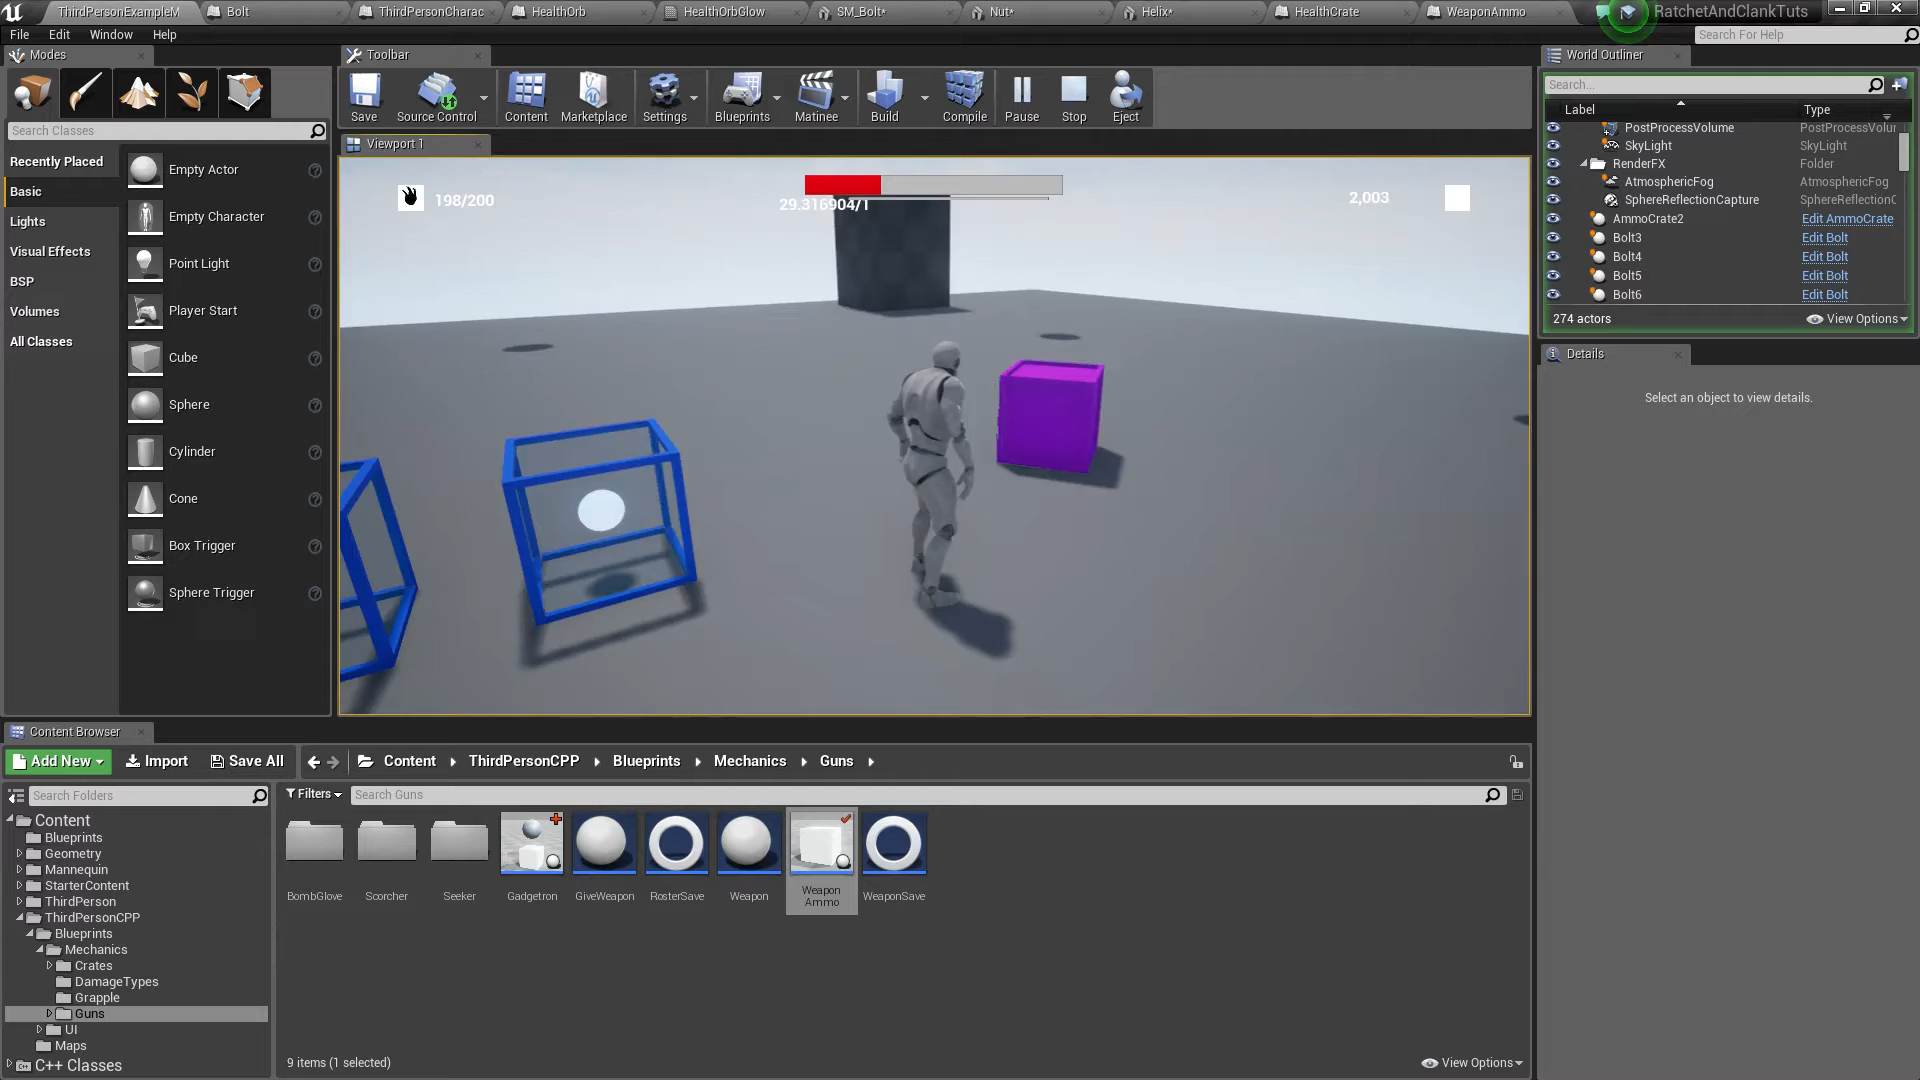 ThirdPersonExampleM
Bolt
ThirdPersonCharac
HealthOrb
HealthOrbGlow
SM_Bolt*
Nut*
Helix*
HealthCrate
WeaponAmmo
RatchetAndClankTuts
File Edit Window Help
Search For Help
Modes
Toolbar
World Outliner
Search Classes
Save
Source Control
Content
Marketplace
Settings
Blueprints
Matinee
Build
Compile
Pause
Stop
Eject
Search...
Label Type
PostProcessVolume PostProcessVolur
SkyLight SkyLight
RenderFX Folder
AtmosphericFog AtmosphericFog
SphereReflectionCapture SphereReflectionC
AmmoCrate2 Edit AmmoCrate
Bolt3 Edit Bolt
Bolt4 Edit Bolt
Bolt5 Edit Bolt
Bolt6 Edit Bolt
274 actors View Options
Recently Placed
Basic
Lights
Visual Effects
BSP
Volumes
All Classes
Empty Actor
Empty Character
Point Light
Player Start
Cube
Sphere
Cylinder
Cone
Box Trigger
Sphere Trigger
Viewport 1
198/200
29.316904/1
2,003
Details
Select an object to view details.
Content Browser
Add New Import Save All
Content ThirdPersonCPP Blueprints Mechanics Guns
Search Folders
Filters
Search Guns
Content
Blueprints
Geometry
Mannequin
StarterContent
ThirdPerson
ThirdPersonCPP
Blueprints
Mechanics
Crates
DamageTypes
Grapple
Guns
UI
Maps
C++ Classes
BombGlove
Scorcher
Seeker
Gadgetron
GiveWeapon
RosterSave
Weapon
Weapon
Ammo
WeaponSave
9 items (1 selected)
View Options